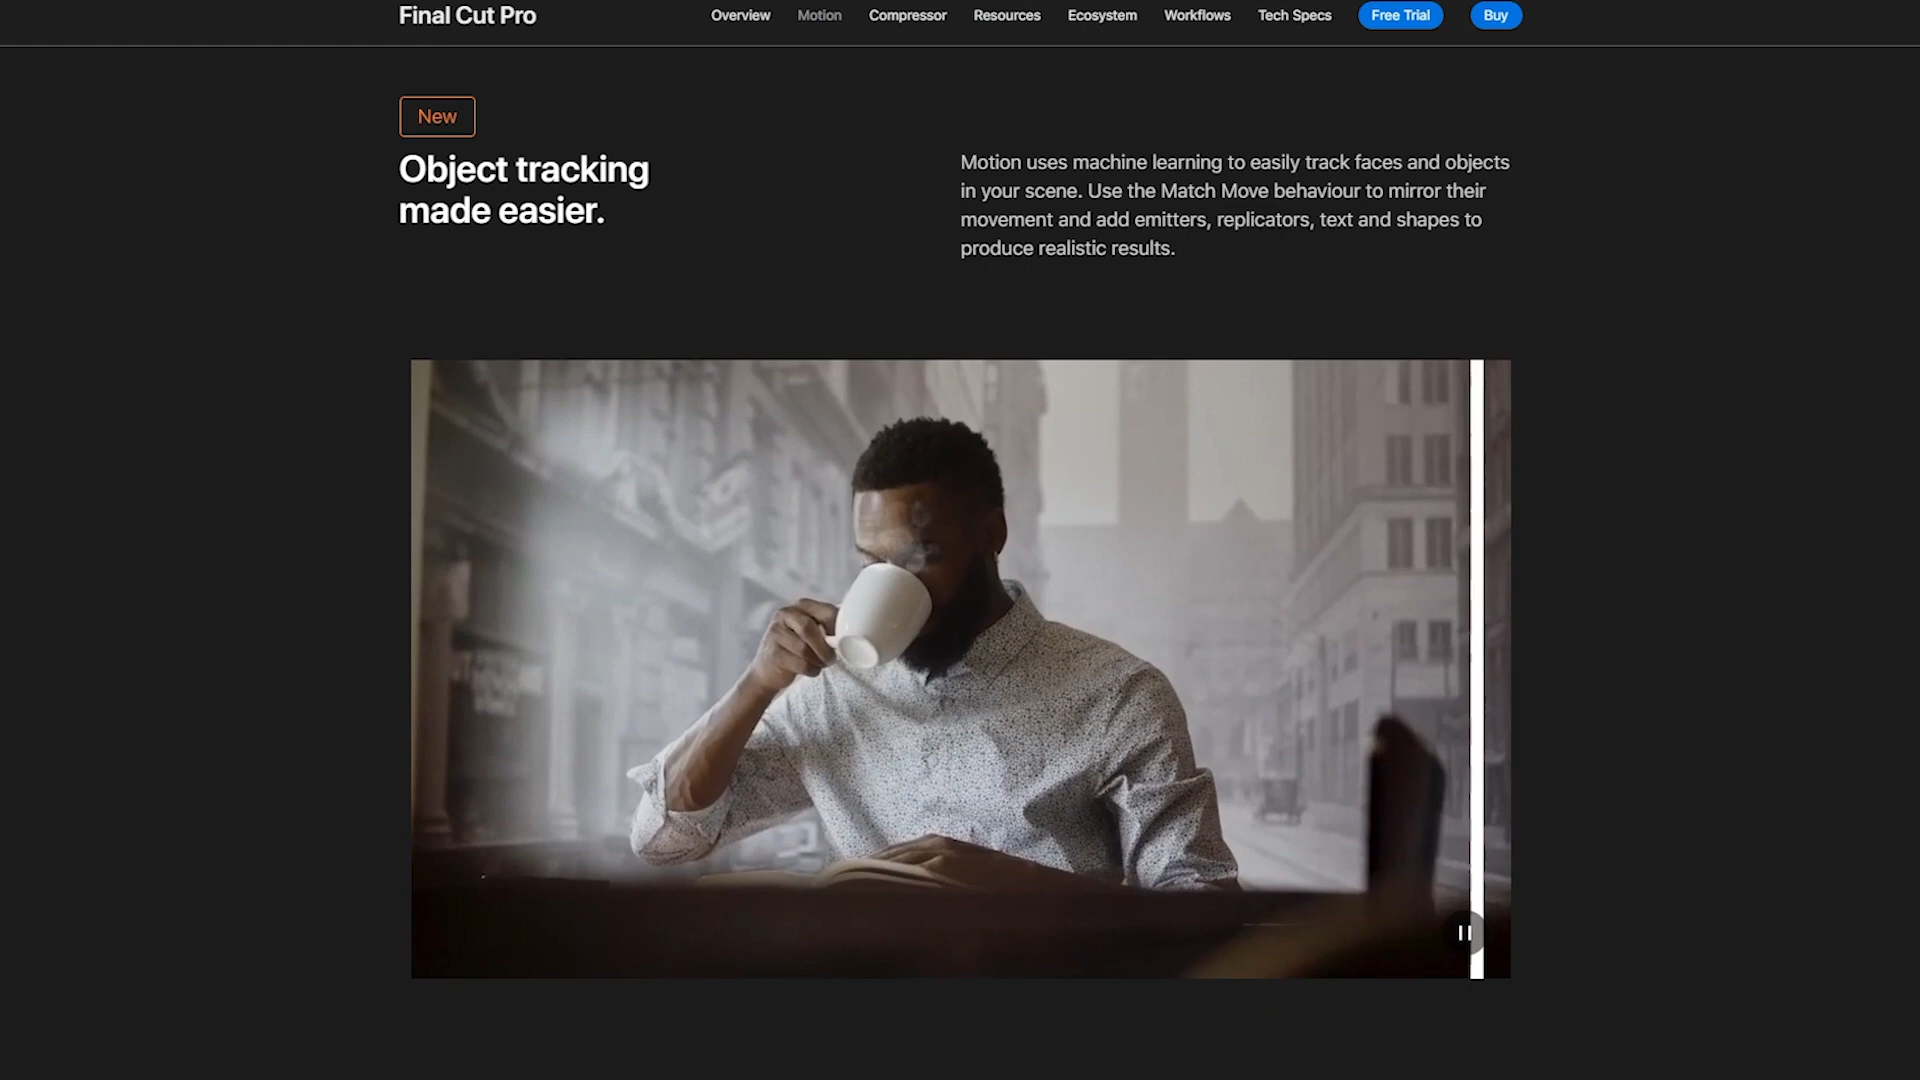 Final Cut Pro
Overview
Motion
Compressor
Resources
Ecosystem
Workflows
Tech Specs
Free Trial
Buy
New
Object tracking
made easier.
Motion uses machine learning to easily track faces and objects
in your scene. Use the Match Move behaviour to mirror their
movement and add emitters, replicators, text and shapes to
produce realistic results.